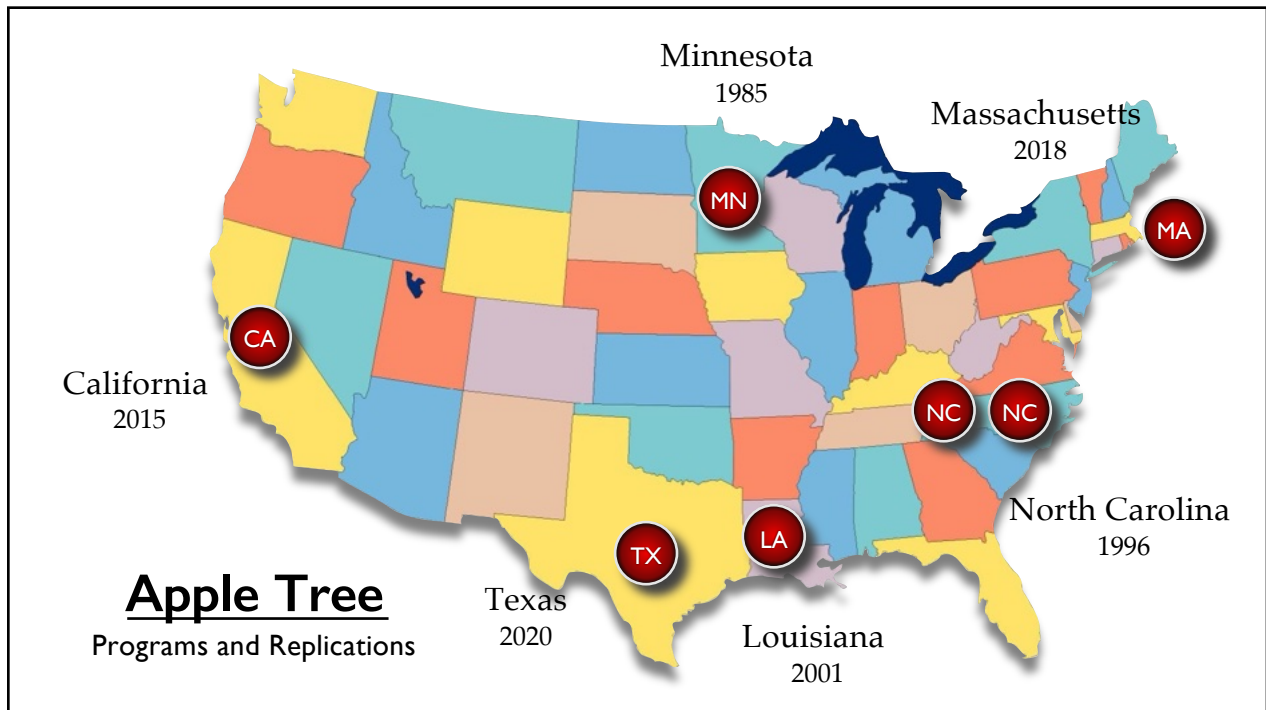 Minnesota
1985
Massachusetts
2018
MN
MA
CA
California
2015
NC
NC
North Carolina
1996
TX
LA
Texas
2020
Louisiana
2001
Apple Tree
Programs and Replications